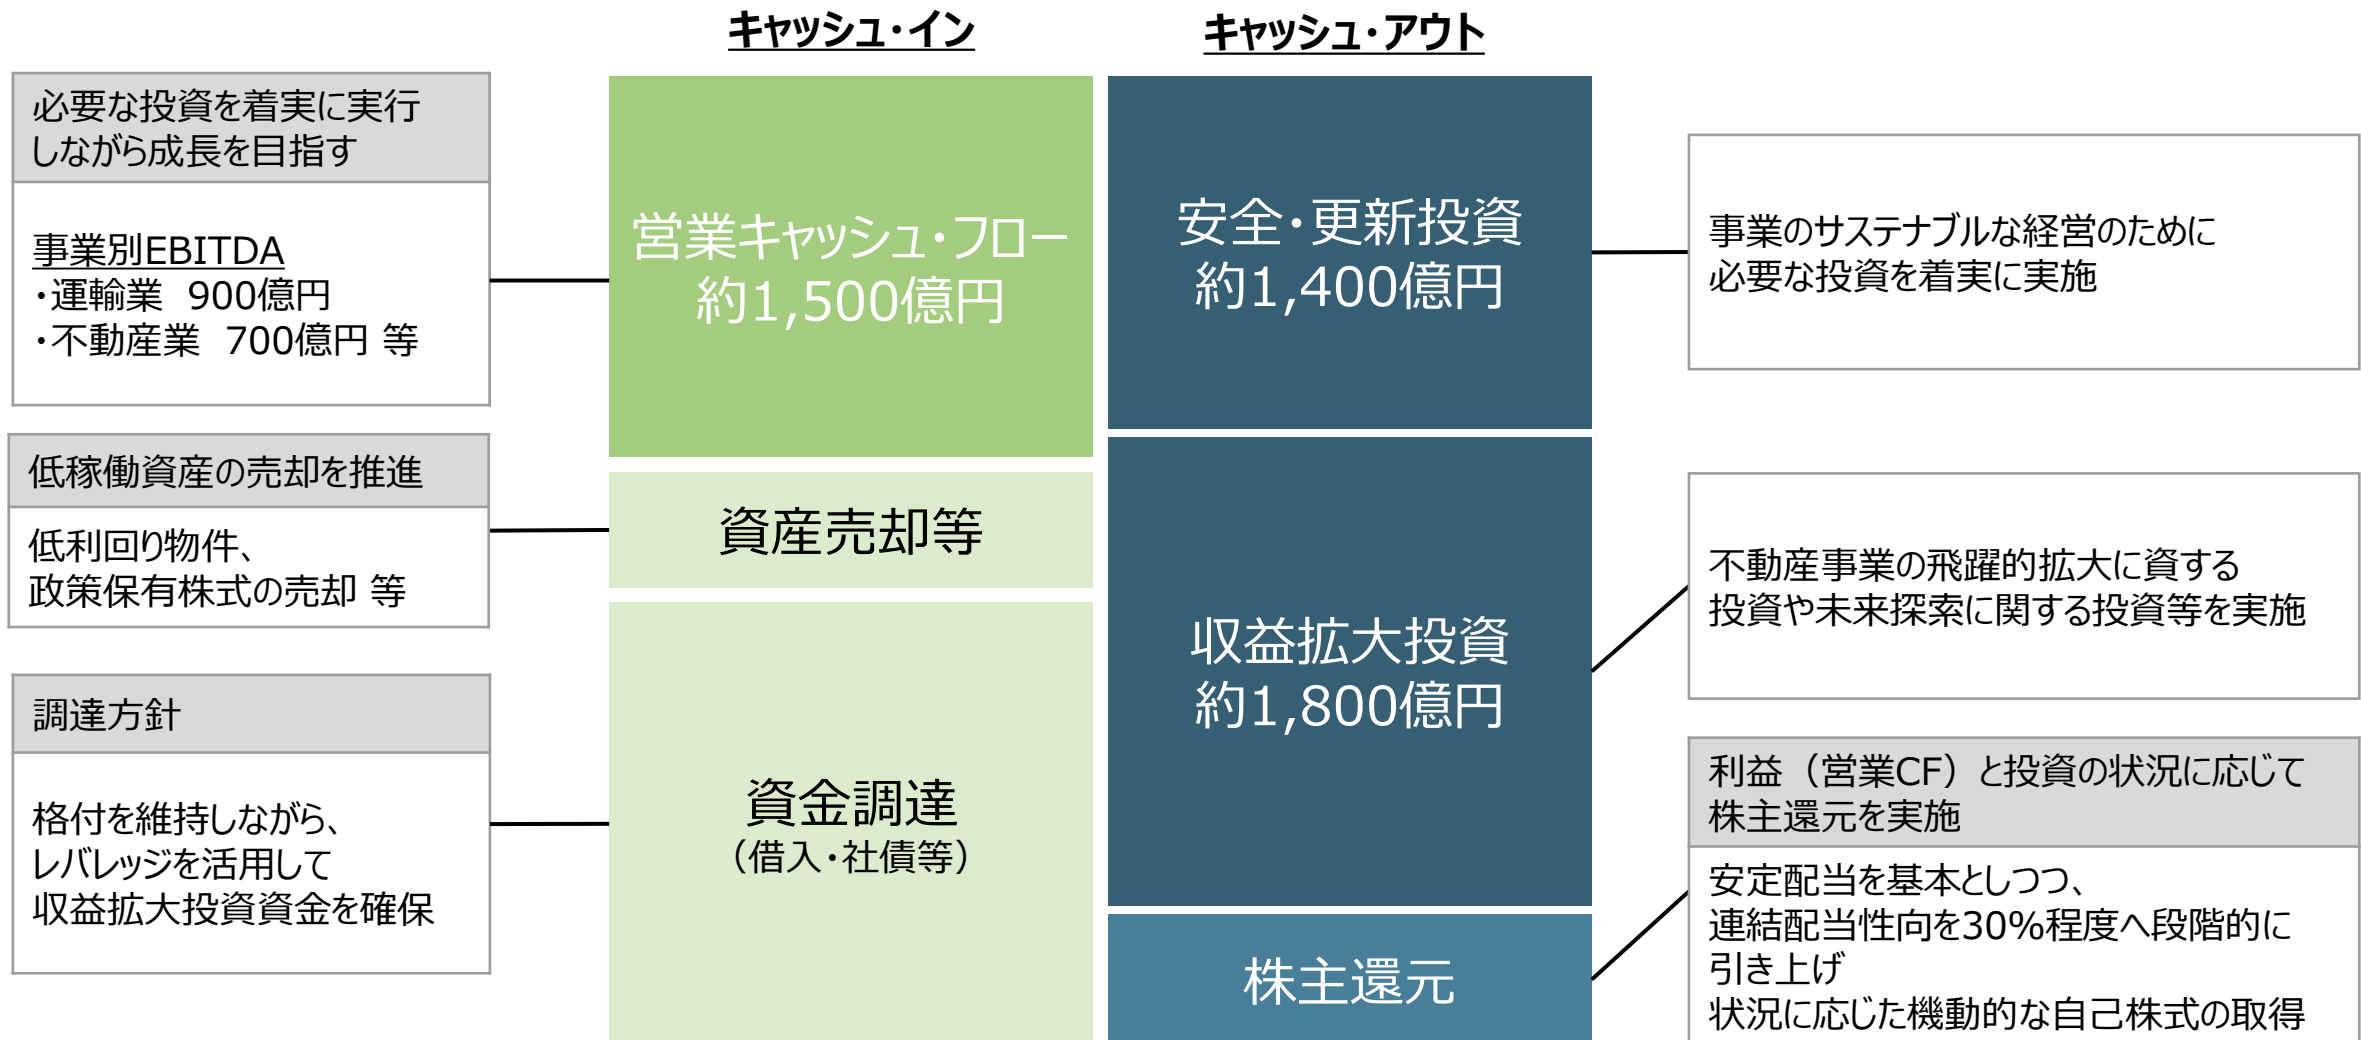 キャッシュ・イン
キャッシュ・アウト
必要な投資を着実に実行
しながら成長を目指す
事業別EBITDA
・運輸業 900億円
・不動産業 700億円 等
低稼働資産の売却を推進
低利回り物件、
政策保有株式の売却 等
調達方針
格付を維持しながら、
レバレッジを活用して
収益拡大投資資金を確保
営業キャッシュ・フロー
約1,500億円
資産売却等
資金調達
（借入・社債等）
安全・更新投資
約1,400億円
収益拡大投資
約1,800億円
株主還元
事業のサステナブルな経営のために
必要な投資を着実に実施
不動産事業の飛躍的拡大に資する
投資や未来探索に関する投資等を実施
利益（営業CF）と投資の状況に応じて
株主還元を実施
安定配当を基本としつつ、
連結配当性向を30%程度へ段階的に
引き上げ
状況に応じた機動的な自己株式の取得